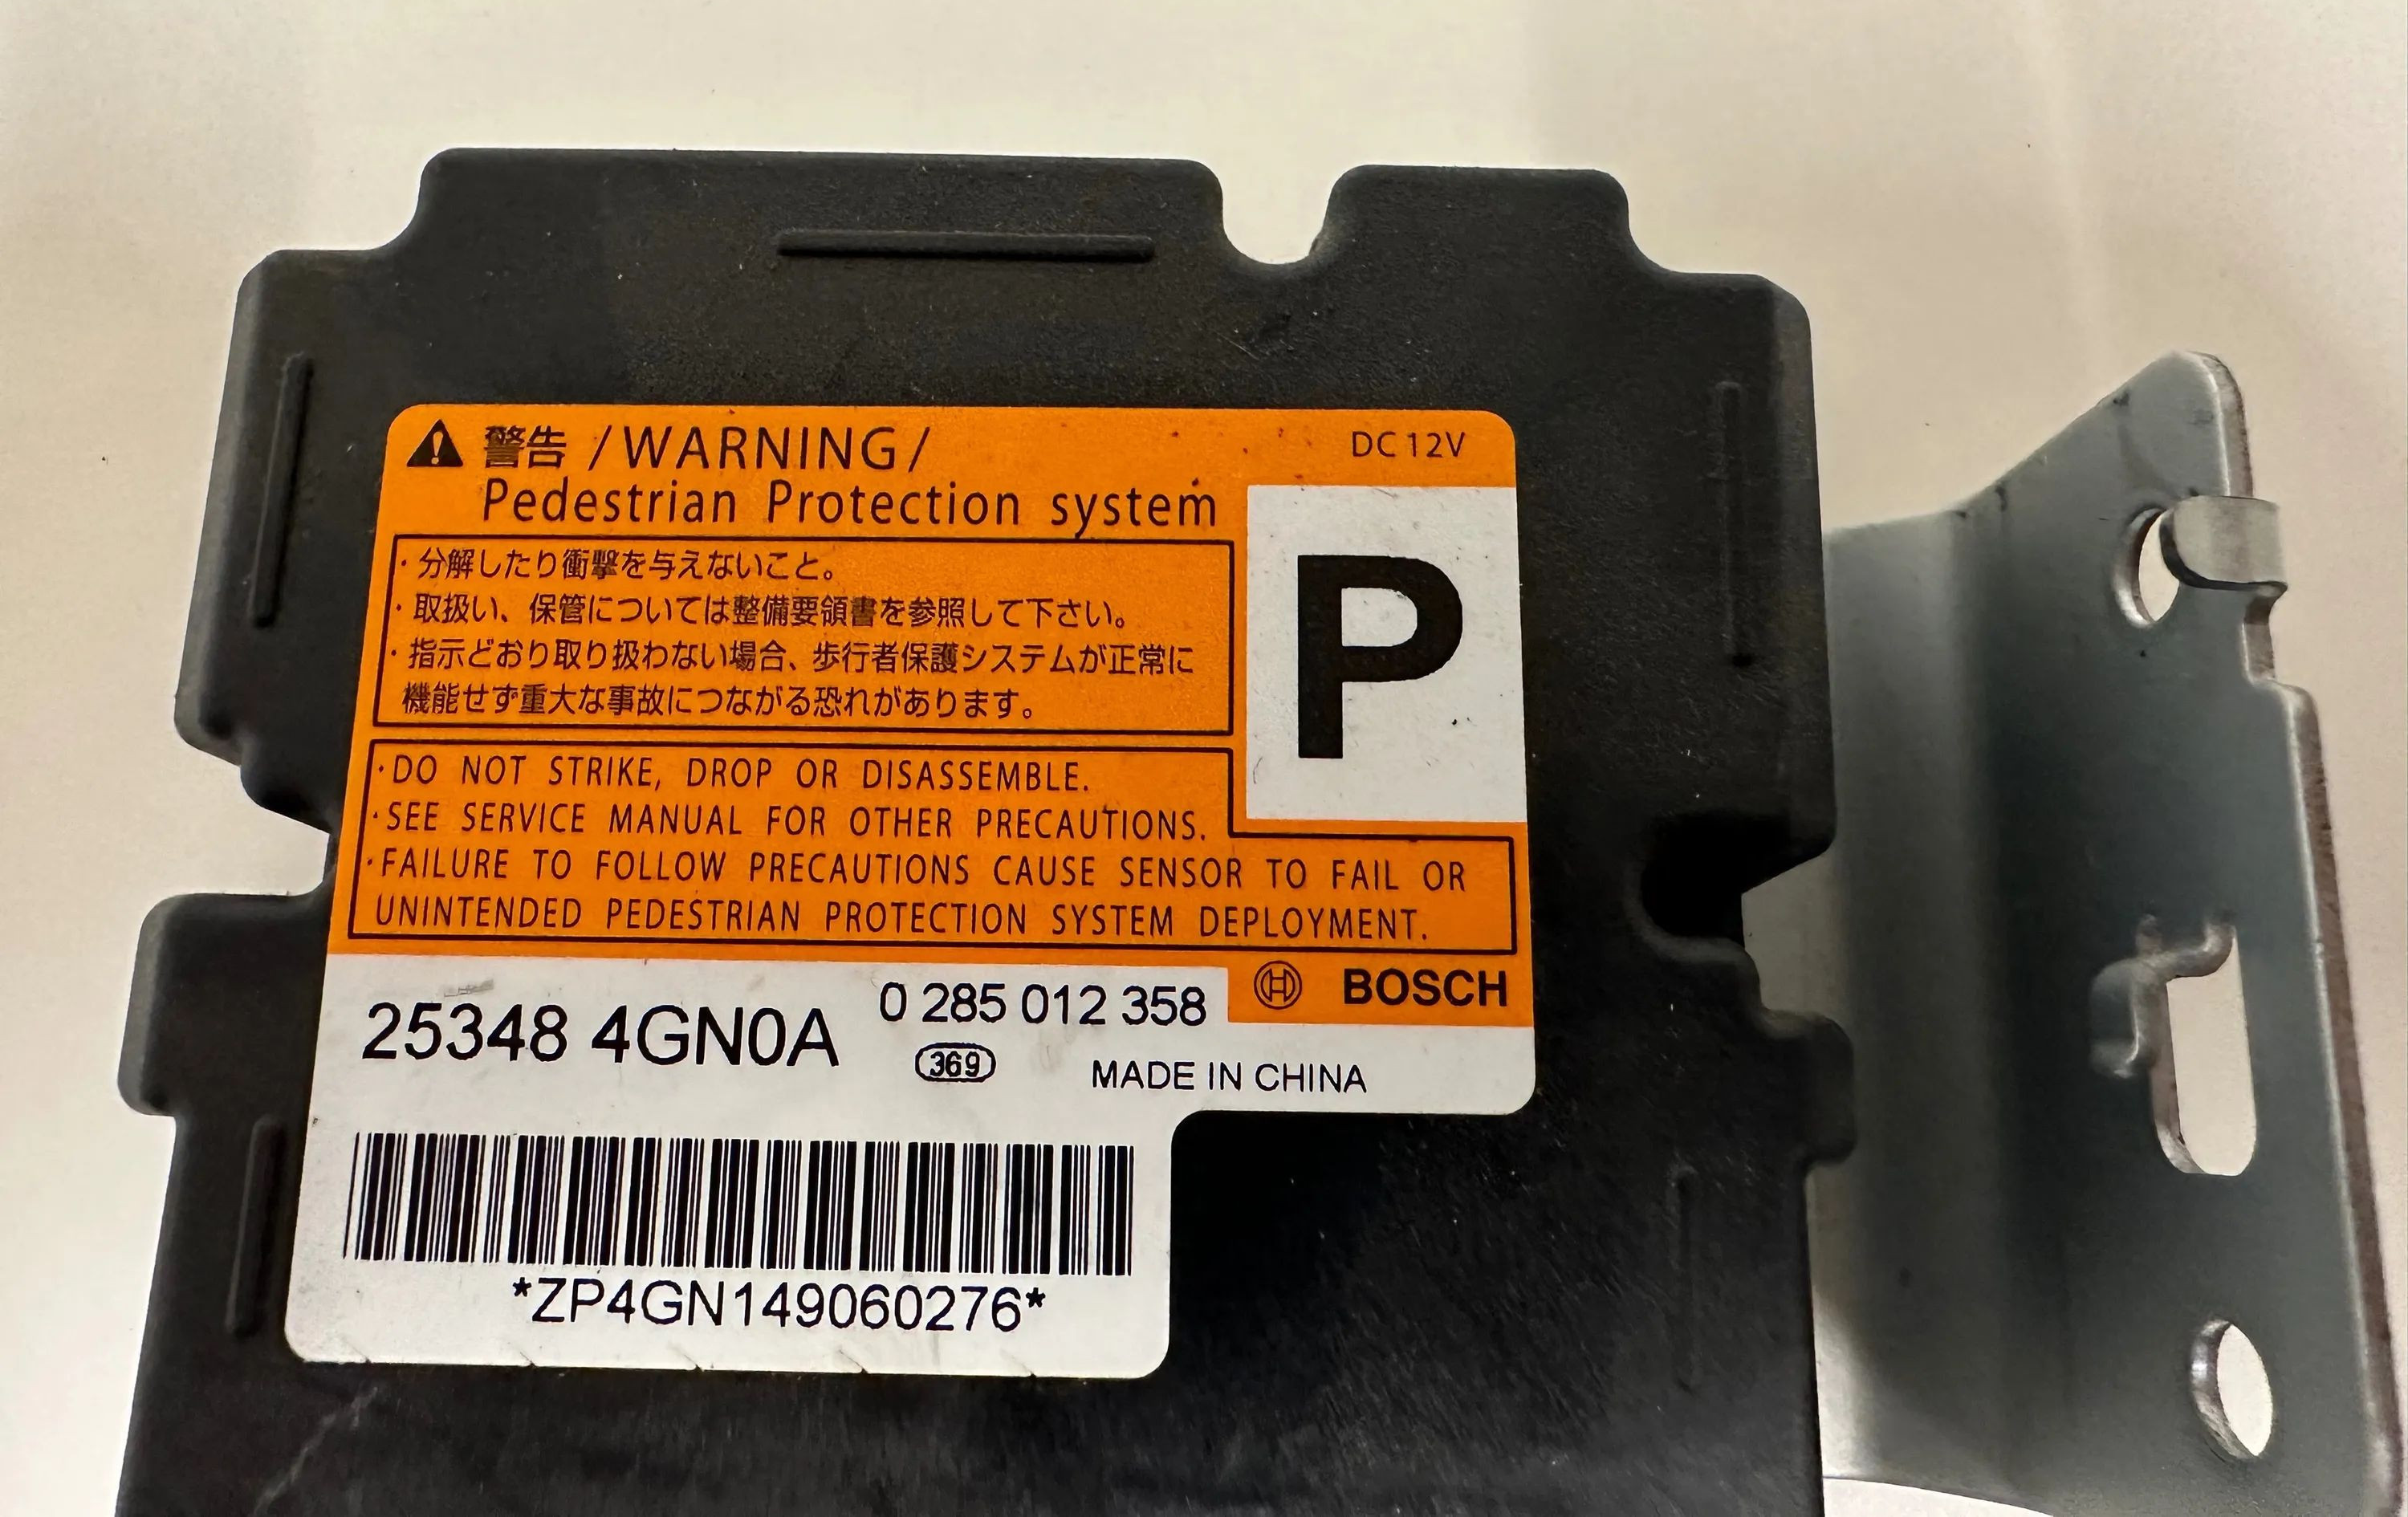 警告 /WARNING/
DC 12V
Pedestrian Protection system
P
・分解したり衝撃を与えないこと。
・取扱い、保管については整備要領書を参照して下さい。
・指示どおり取り扱わない場合、歩行者保護システムが正常に
機能せず重大な事故につながる恐れがあります。
・DO NOT STRIKE, DROP OR DISASSEMBLE.
・SEE SERVICE MANUAL FOR OTHER PRECAUTIONS.
・FAILURE TO FOLLOW PRECAUTIONS CAUSE SENSOR TO FAIL OR
UNINTENDED PEDESTRIAN PROTECTION SYSTEM DEPLOYMENT.
BOSCH
25348 4GN0A
0 285 012 358
369
MADE IN CHINA
*ZP4GN149060276*